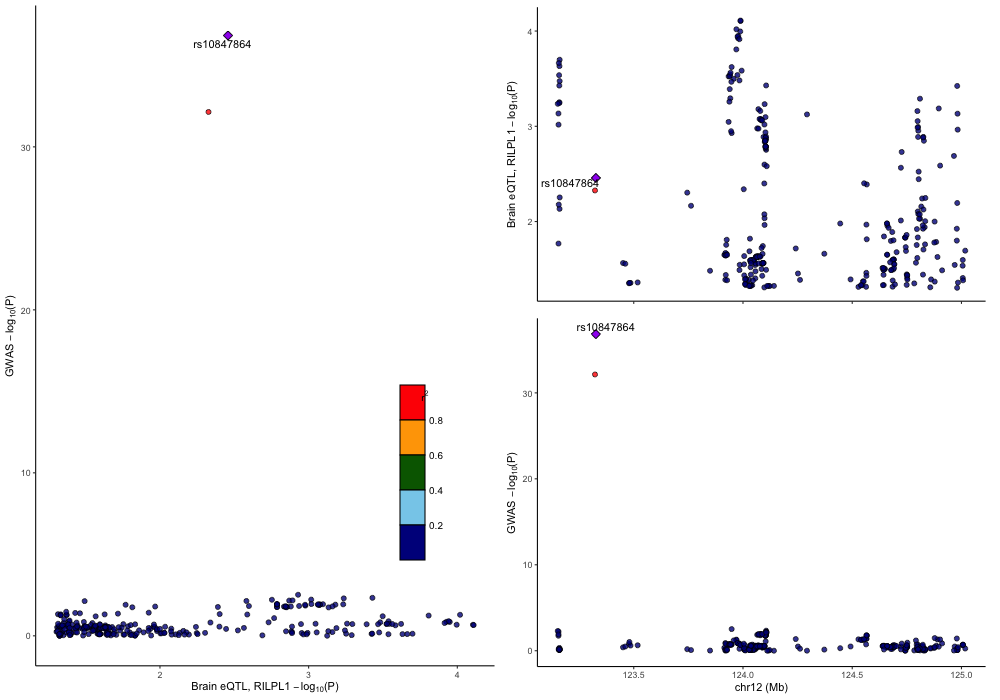 rs10847864
30
20
10
0
GWAS −log10(P)
r2
0.8
0.6
0.4
0.2
2
3
4
Brain eQTL, RILPL1 −log10(P)
4
3
2
Brain eQTL, RILPL1 −log10(P)
rs10847864
rs10847864
30
20
10
0
GWAS −log10(P)
123.5
124.0
124.5
125.0
chr12 (Mb)